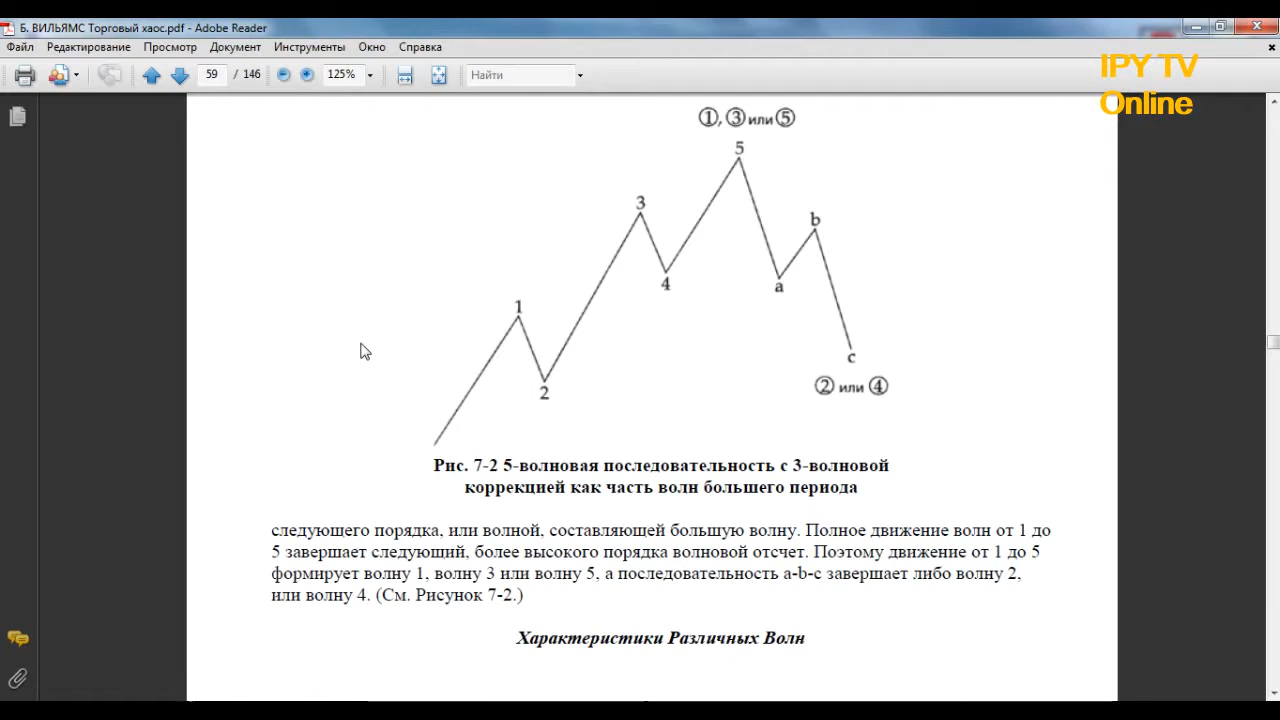 Б. ВИЛЬЯМС Торговый хаос.pdf - Adobe Reader
Файл Редактирование Просмотр Документ Инструменты Окно Справка
59 / 146 125% Найти
IPY TV
Online
①, ③ или ⑤
5
3
b
4
a
1
c
2
② или ④
Рис. 7-2 5-волновая последовательность с 3-волновой
коррекцией как часть волн большего периода
следующего порядка, или волной, составляющей большую волну. Полное движение волн от 1 до
5 завершает следующий, более высокого порядка волновой отсчет. Поэтому движение от 1 до 5
формирует волну 1, волну 3 или волну 5, а последовательность a-b-c завершает либо волну 2,
или волну 4. (См. Рисунок 7-2.)
Характеристики Различных Волн